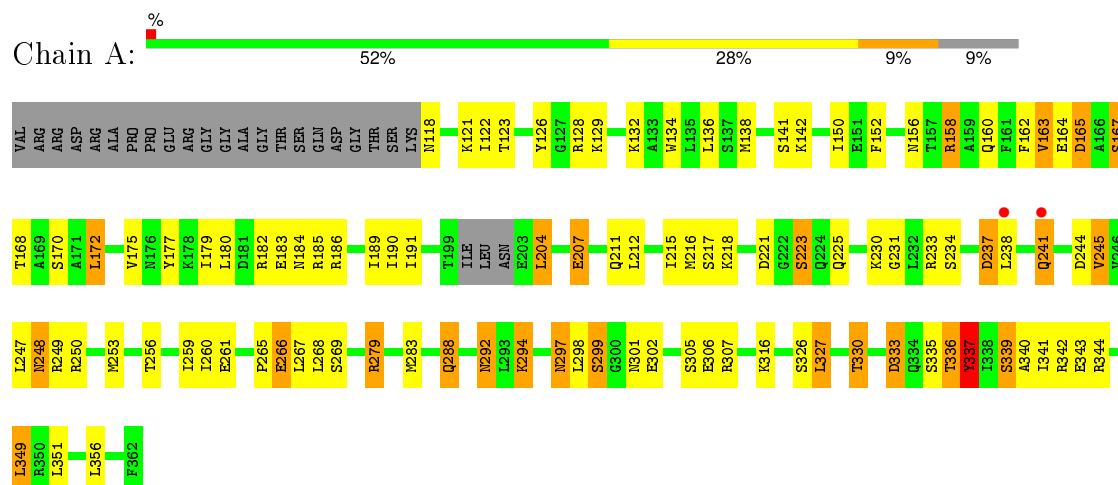 %
Chain A:
52% 28% 9% 9%
VAL ARG ARG ASP ARG ALA PRO PRO GLU ARG GLY GLY ALA GLY THR SER GLN ASP GLY THR SER LYS N118 K121 I122 T123 Y126 G127 R128 K129 K132 A133 W134 L135 L136 S137 M138 S141 K142 I150 E151 F152 N156 T157 R158 A159 Q160 F161 F162 V163 E164 D165 A166 S167
T168 A169 S170 A171 L172 V175 N176 Y177 K178 I179 L180 D181 R182 E183 N184 R185 R186 I189 I190 I191 T199 ILE LEU ASN E203 L204 E207 Q211 L212 I215 M216 S217 K218 D221 G222 S223 Q224 Q225 K230 G231 L232 R233 S234 D237 L238 Q241 D244 V245 V246
L247 N248 R249 R250 M253 T256 I259 I260 E261 P265 E266 L267 L268 S269 R279 M283 Q288 N292 L293 K294 N297 L298 S299 G300 N301 E302 S305 E306 R307 K316 S326 L327 T330 D333 Q334 S335 T336 Y337 I338 S339 A340 I341 R342 E343 R344
L349 R350 L351 L356 F362